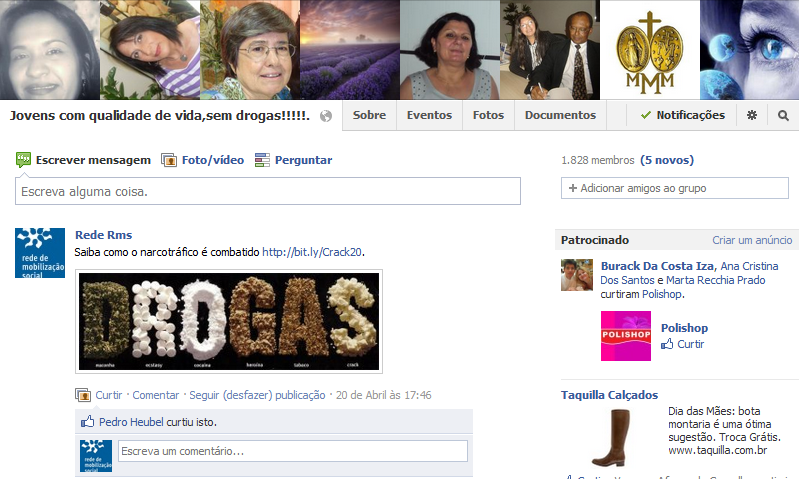 Jovens com qualidade de vida,sem drogas!!!!!.
Sobre
Eventos
Fotos
Documentos
Notificações
Escrever mensagem
Foto/vídeo
Perguntar
Escreva alguma coisa.
1.828 membros (5 novos)
+ Adicionar amigos ao grupo
rede de
mobilização
social
Rede Rms
Saiba como o narcotráfico é combatido http://bit.ly/Crack20.
DROGAS
maconha ecstasy cocaína heroína tabaco crack
Curtir · Comentar · Seguir (desfazer) publicação · 20 de Abril às 17:46
Pedro Heubel curtiu isto.
rede de
mobilização
social
Escreva um comentário...
Patrocinado
Criar um anúncio
Burack Da Costa Iza, Ana Cristina
Dos Santos e Marta Recchia Prado
curtiram Polishop.
POLISHOP
Polishop
Curtir
Taquilla Calçados
Dia das Mães: bota
montaria é uma ótima
sugestão. Troca Grátis.
www.taquilla.com.br